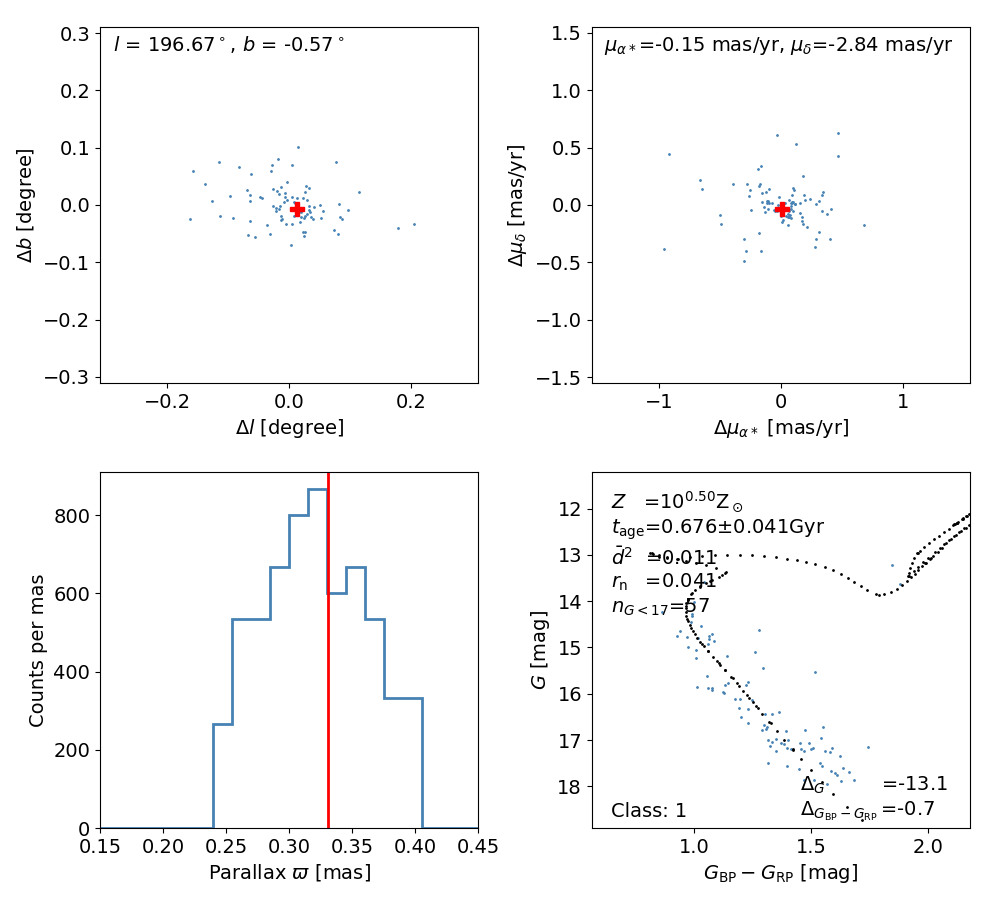 l = 196.67°, b = -0.57°
0.3
0.2
0.1
0.0
−0.1
−0.2
−0.3
Δb [degree]
−0.2
0.0
0.2
Δl [degree]
μα∗=-0.15 mas/yr, μδ=-2.84 mas/yr
1.5
1.0
0.5
0.0
−0.5
−1.0
−1.5
Δμδ [mas/yr]
−1
0
1
Δμα∗ [mas/yr]
800
600
400
200
0
Counts per mas
0.15
0.20
0.25
0.30
0.35
0.40
0.45
Parallax ϖ [mas]
Z =10^0.50 Z⊙
t_age=0.676±0.041Gyr
d̄² =0.011
r_n =0.041
n_G<17=57
12
13
14
15
16
17
18
G [mag]
Δ_G =-13.1
Δ_G_BP−G_RP =-0.7
Class: 1
1.0
1.5
2.0
G_BP − G_RP [mag]